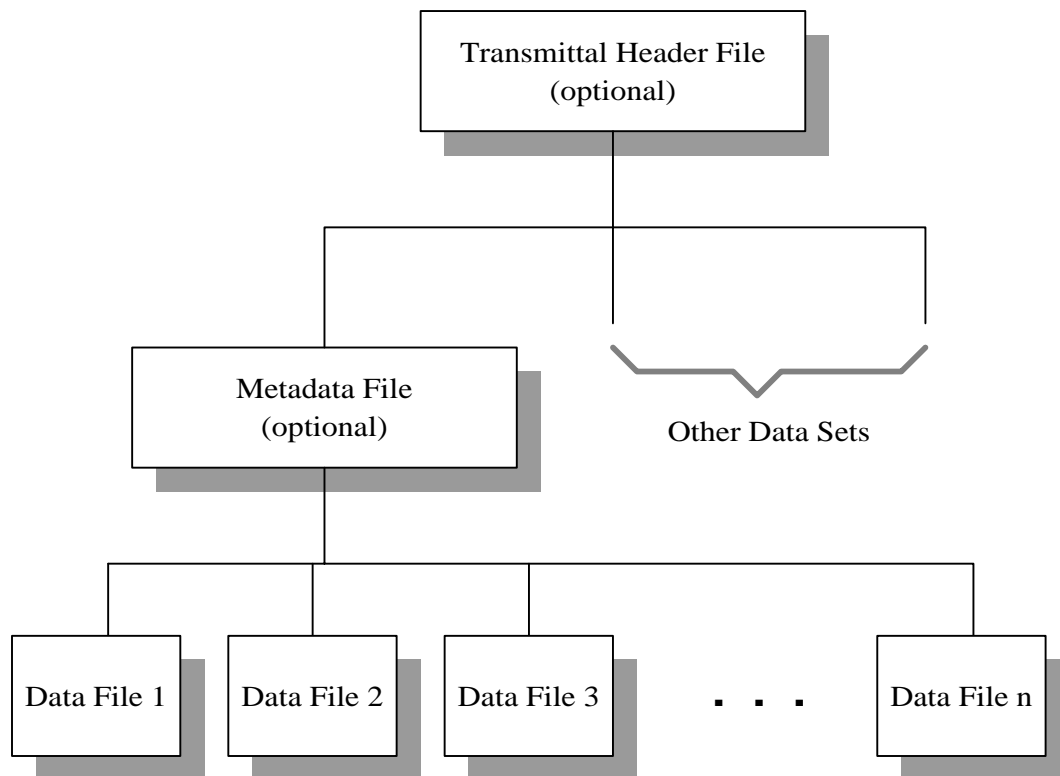 Transmittal Header File
(optional)
Metadata File
(optional)
Other Data Sets
Data File 1
Data File 2
Data File 3
. . .
Data File n